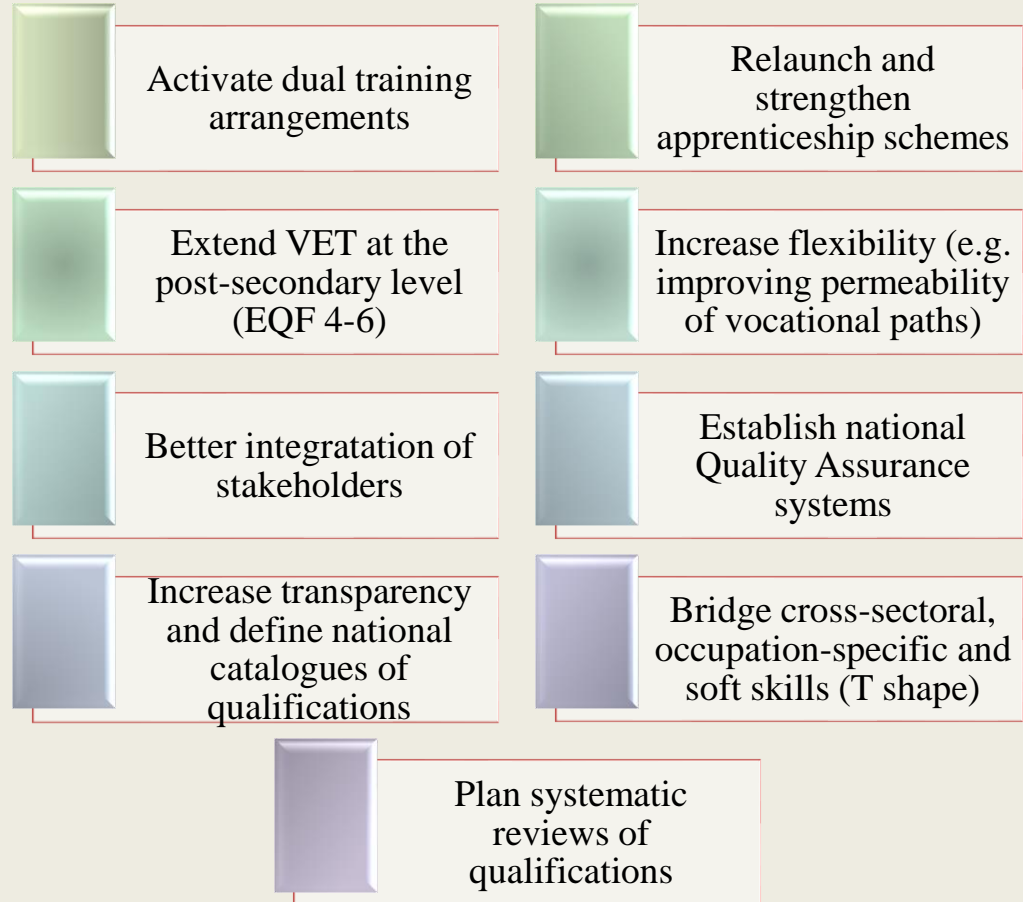 Activate dual training
arrangements
Relaunch and
strengthen
apprenticeship schemes
Extend VET at the
post-secondary level
(EQF 4-6)
Increase flexibility (e.g.
improving permeability
of vocational paths)
Better integratation of
stakeholders
Establish national
Quality Assurance
systems
Increase transparency
and define national
catalogues of
qualifications
Bridge cross-sectoral,
occupation-specific and
soft skills (T shape)
Plan systematic
reviews of
qualifications